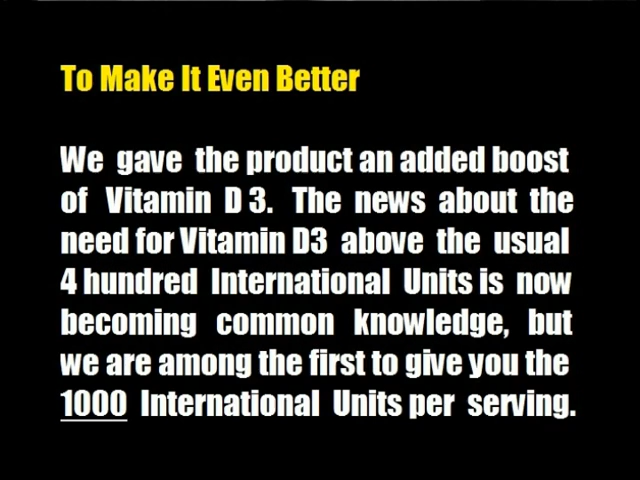 To Make It Even Better
We gave the product an added boost
of Vitamin D 3. The news about the
need for Vitamin D3 above the usual
4 hundred International Units is now
becoming common knowledge, but
we are among the first to give you the
1000 International Units per serving.